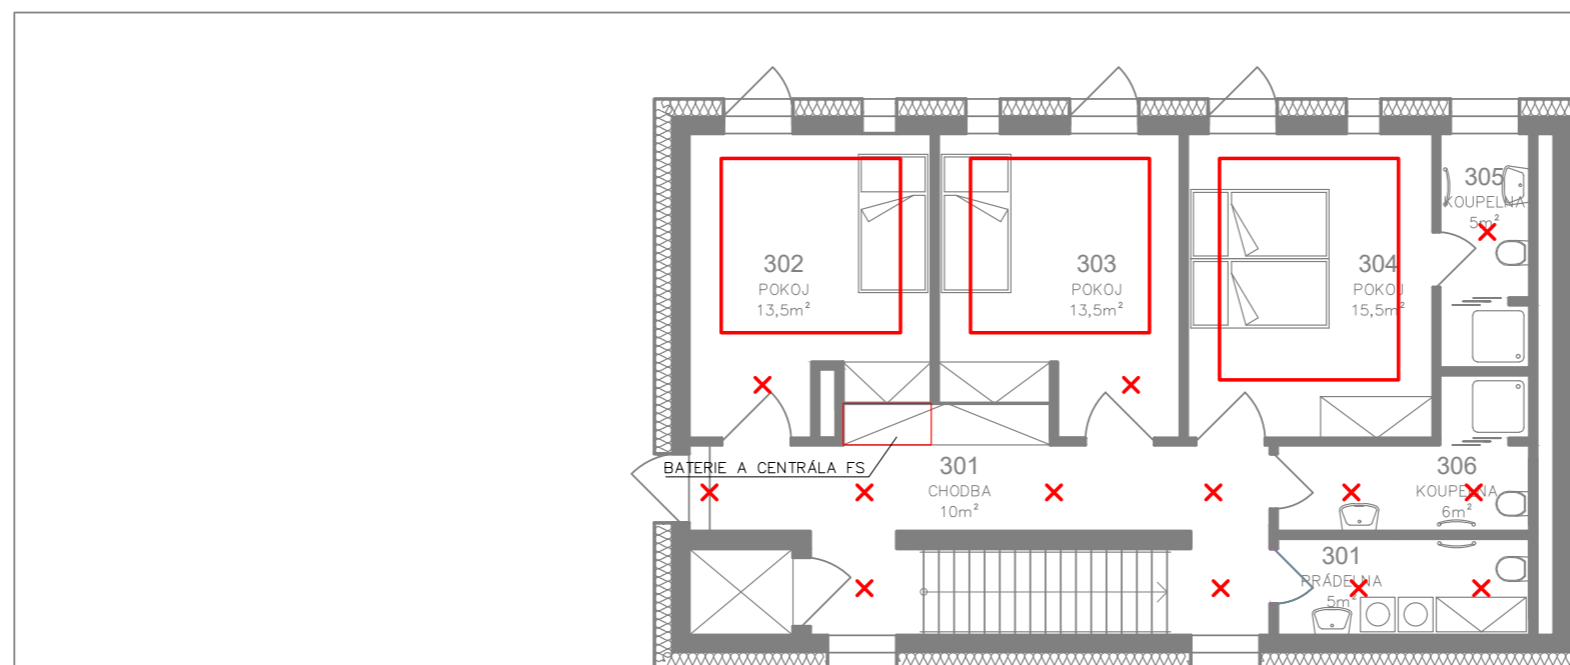 302
POKOJ
13,5m²
303
POKOJ
13,5m²
304
POKOJ
15,5m²
305
KOUPELNA
5m²
BATERIE A CENTRÁLA FS
301
CHODBA
10m²
306
KOUPELNA
6m²
301
PRÁDELNA
5m²